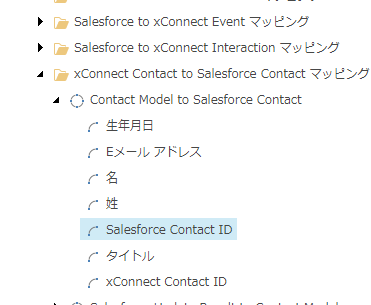 Salesforce to xConnect Event マッピング
Salesforce to xConnect Interaction マッピング
xConnect Contact to Salesforce Contact マッピング
Contact Model to Salesforce Contact
生年月日
Eメール アドレス
名
姓
Salesforce Contact ID
タイトル
xConnect Contact ID